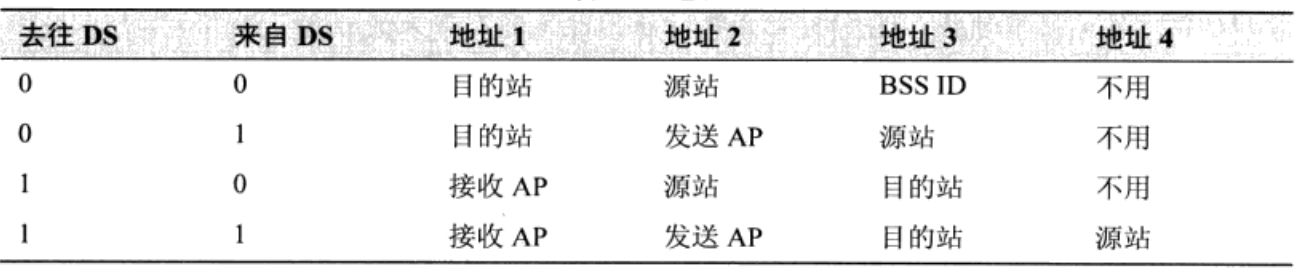 去往 DS 来自 DS 地址 1 地址 2 地址 3 地址 4
0 0 目的站 源站 BSS ID 不用
0 1 目的站 发送 AP 源站 不用
1 0 接收 AP 源站 目的站 不用
1 1 接收 AP 发送 AP 目的站 源站